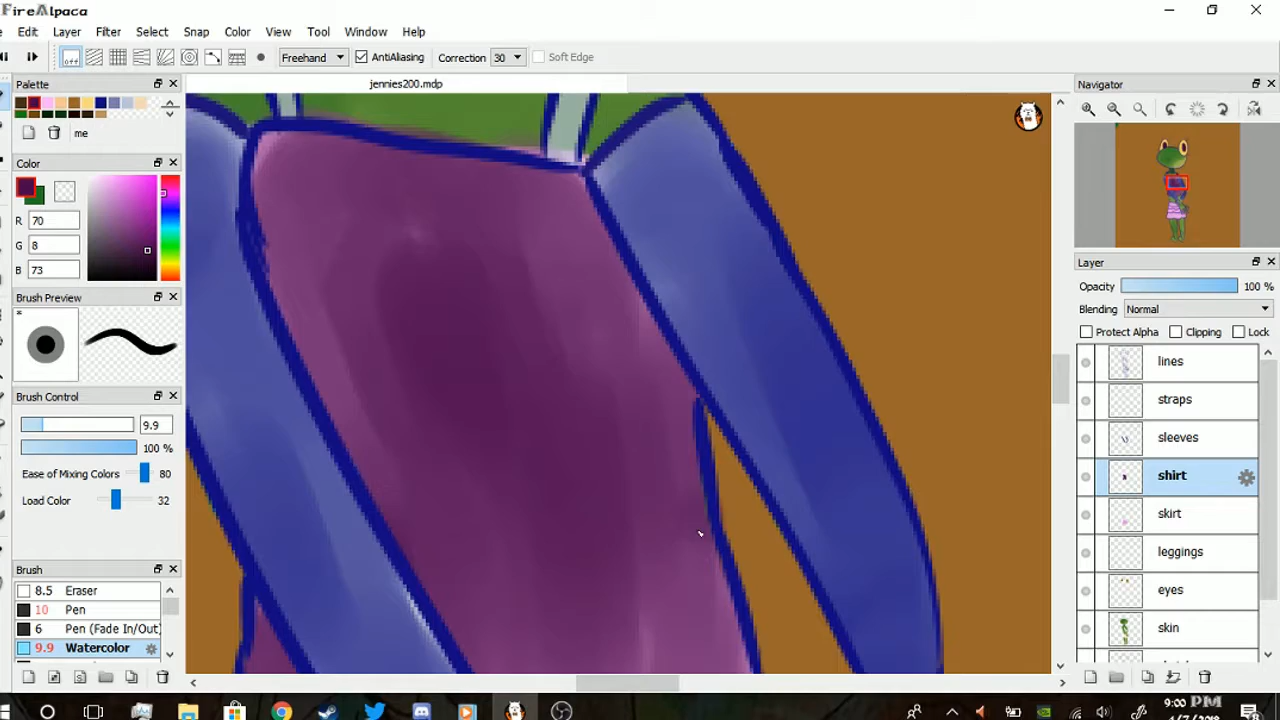 FireAlpaca
Edit Layer Filter Select Snap Color View Tool Window Help
off Freehand AntiAliasing Correction 30 Soft Edge
Palette
jennies200.mdp
Navigator
me
Color
R 70
G 8
B 73
Layer
Opacity 100 %
Brush Preview
Blending Normal
Protect Alpha Clipping Lock
lines
straps
Brush Control
9.9
sleeves
100 %
Ease of Mixing Colors 80
shirt
Load Color 32
skirt
leggings
Brush
8.5 Eraser
eyes
10 Pen
6 Pen (Fade In/Out)
skin
9.9 Watercolor
9:00 PM